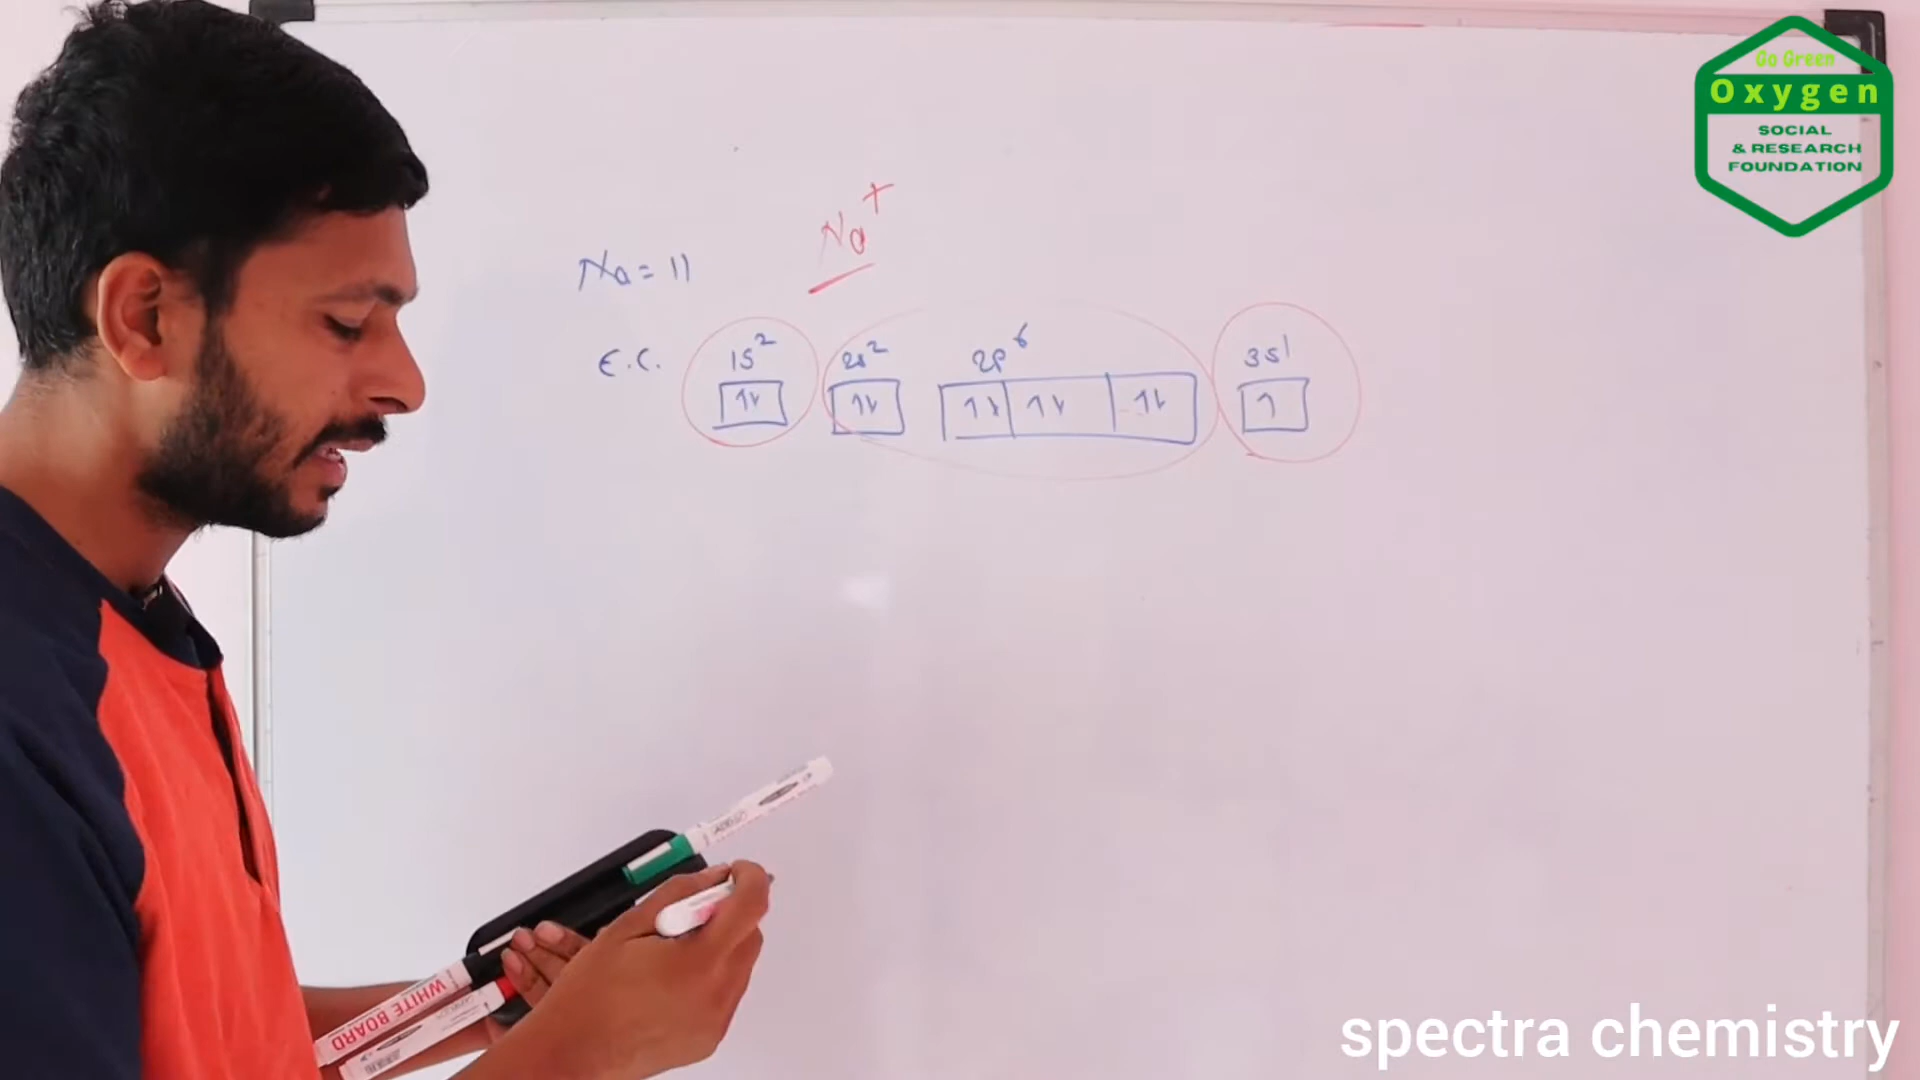 Na⁺
Na = 11
E.C. 1s² 2s² 2p⁶ 3s¹
↑↓ ↑↓ ↑↓ ↑↓ ↑↓ ↑
Go Green
Oxygen
SOCIAL
& RESEARCH
FOUNDATION
WHITE BOARD
spectra chemistry